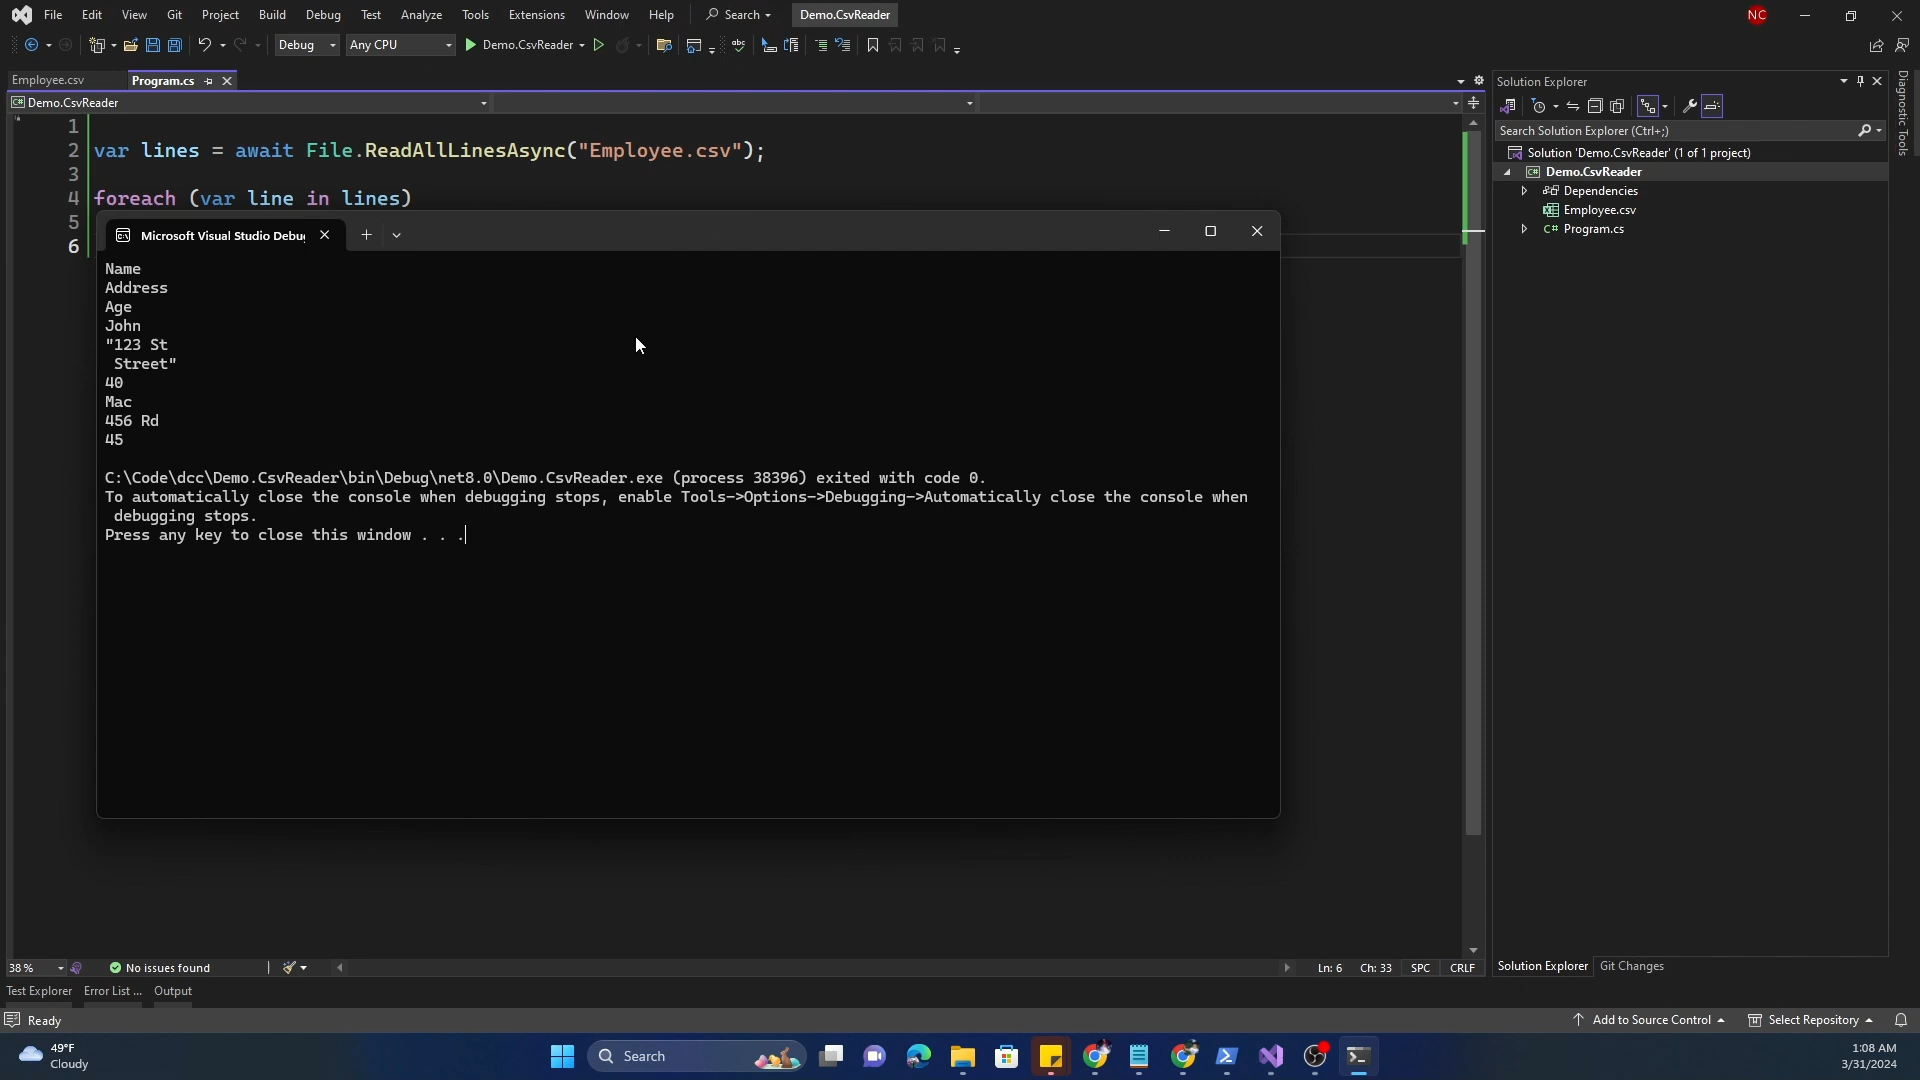 File Edit View Git Project Build Debug Test Analyze Tools Extensions Window Help Search Demo.CsvReader NC
Debug Any CPU Demo.CsvReader
Employee.csv Program.cs
Demo.CsvReader
1
2 var lines = await File.ReadAllLinesAsync("Employee.csv");
3
4 foreach (var line in lines)
5
6
Microsoft Visual Studio Debu
Name
Address
Age
John
"123 St
Street"
40
Mac
456 Rd
45
C:\Code\dcc\Demo.CsvReader\bin\Debug\net8.0\Demo.CsvReader.exe (process 38396) exited with code 0.
To automatically close the console when debugging stops, enable Tools->Options->Debugging->Automatically close the console when
debugging stops.
Press any key to close this window . . .
Solution Explorer
Search Solution Explorer (Ctrl+;)
Solution 'Demo.CsvReader' (1 of 1 project)
Demo.CsvReader
Dependencies
Employee.csv
C# Program.cs
Diagnostic Tools
38 % No issues found Ln: 6 Ch: 33 SPC CRLF
Solution Explorer Git Changes
Test Explorer Error List ... Output
Ready Add to Source Control Select Repository
49°F
Cloudy
Search
1:08 AM
3/31/2024